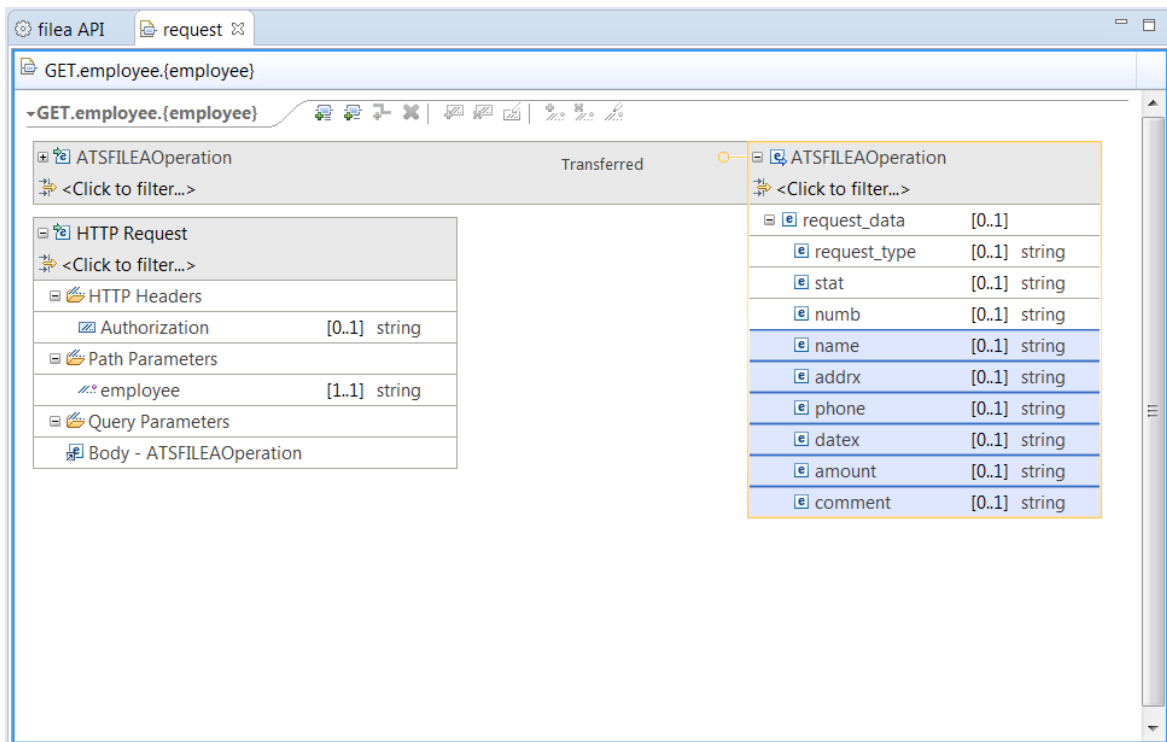 filea API
request
GET.employee.{employee}
GET.employee.{employee}
ATSFILEAOperation
<Click to filter...>
Transferred
HTTP Request
<Click to filter...>
HTTP Headers
Authorization [0..1] string
Path Parameters
employee [1..1] string
Query Parameters
Body - ATSFILEAOperation
ATSFILEAOperation
<Click to filter...>
request_data [0..1]
request_type [0..1] string
stat [0..1] string
numb [0..1] string
name [0..1] string
addrx [0..1] string
phone [0..1] string
datex [0..1] string
amount [0..1] string
comment [0..1] string